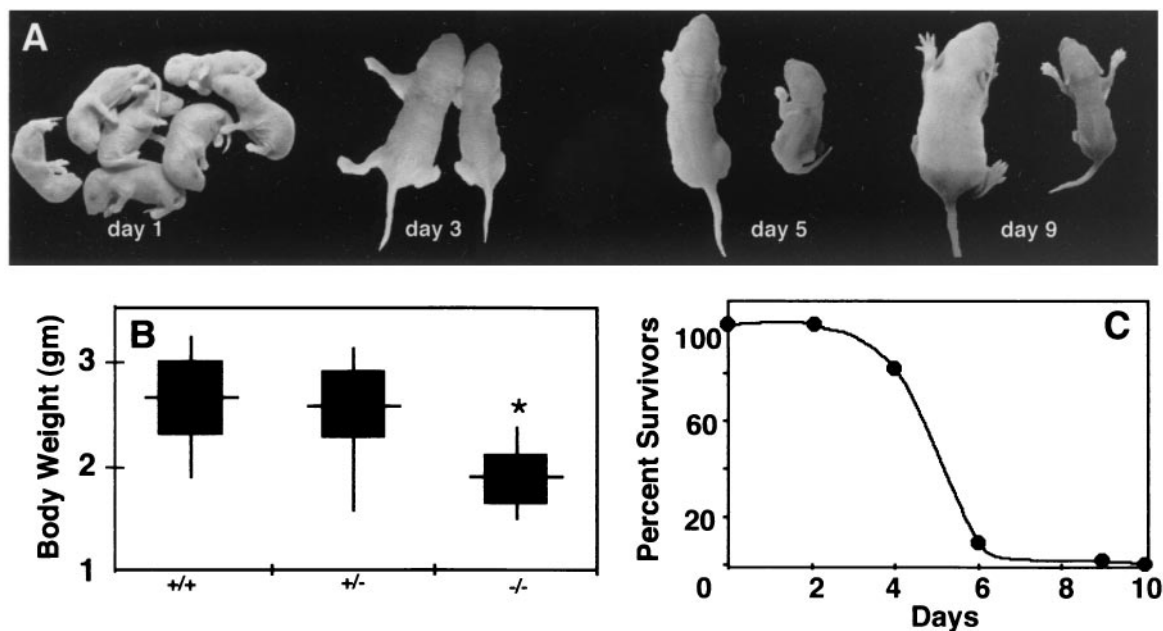 A
day 1
day 3
day 5
day 9
B
Body Weight (gm)
3
2
1
+/+
+/-
-/-
*
C
Percent Survivors
100
60
20
0
2
4
6
8
10
Days